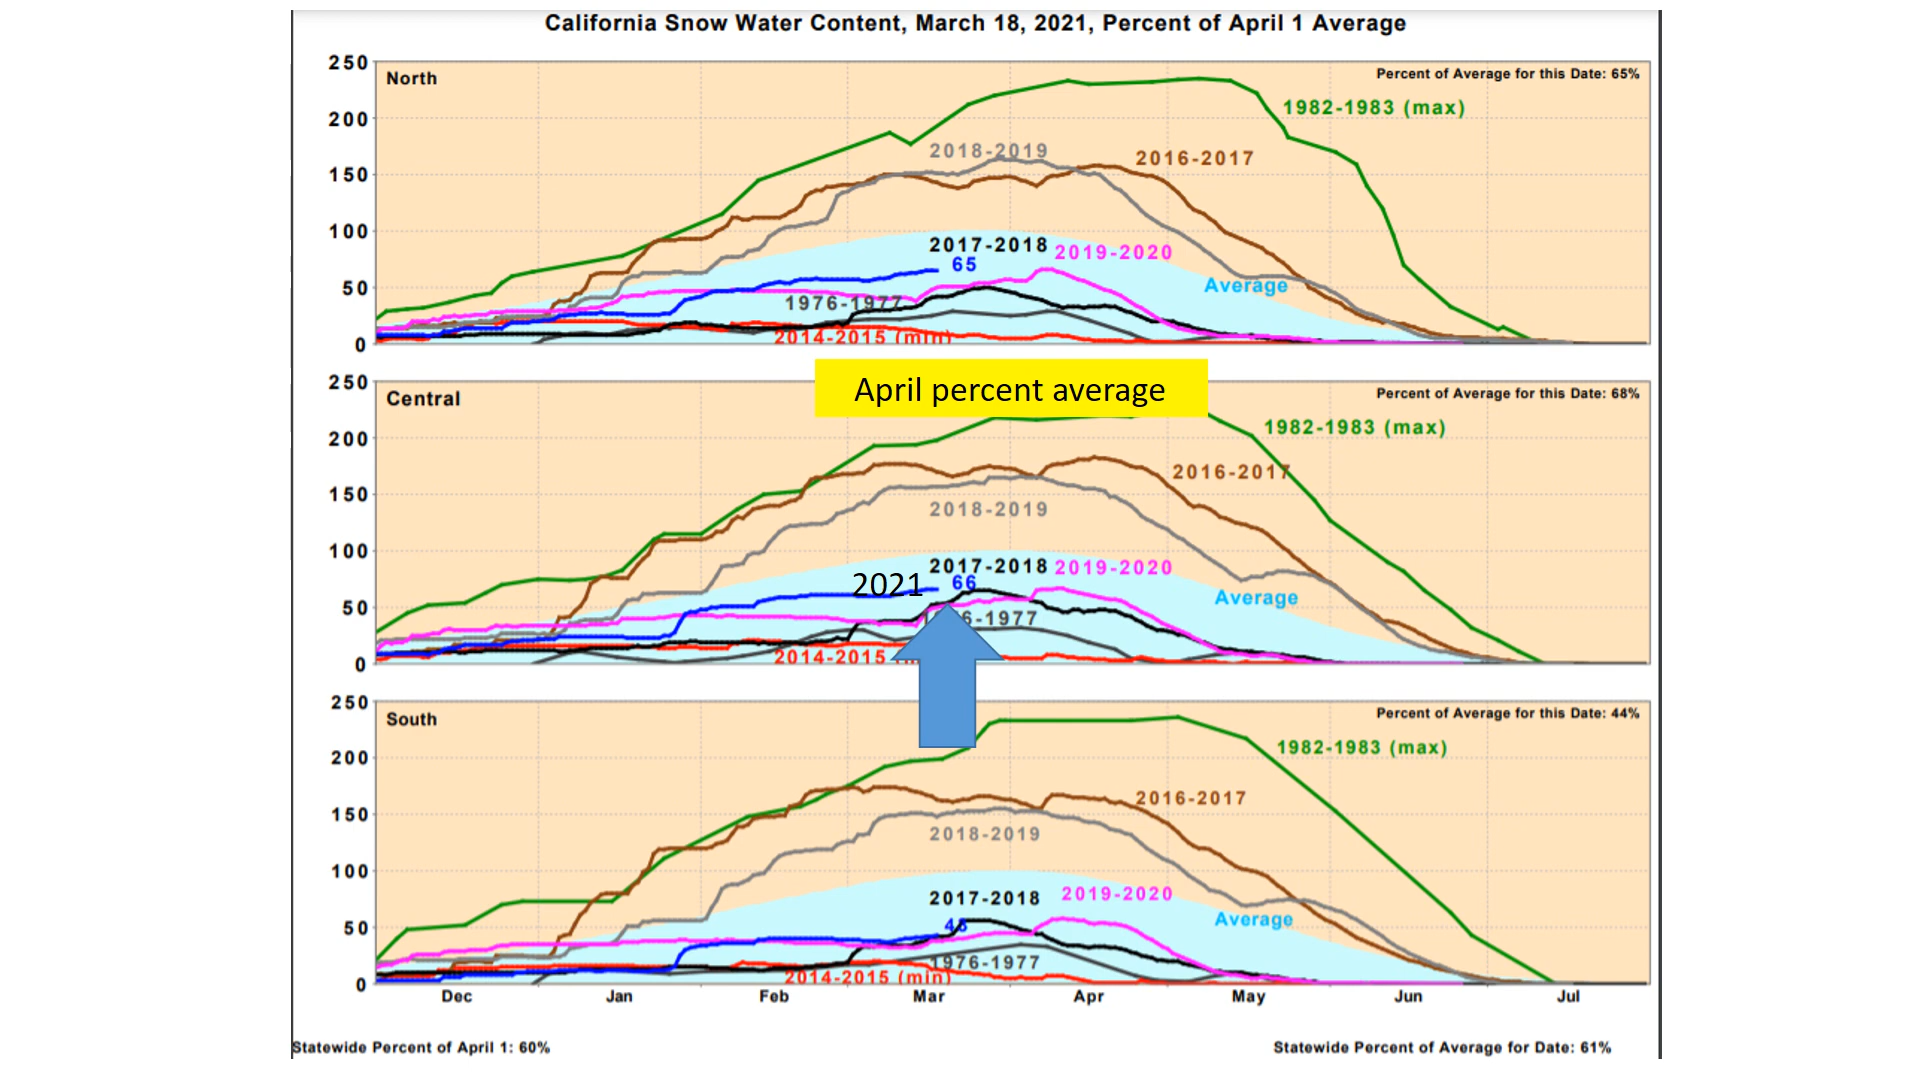 California Snow Water Content, March 18, 2021, Percent of April 1 Average
250
200
150
100
50
0
North
Percent of Average for this Date: 65%
1982-1983 (max)
2018-2019
2016-2017
2017-2018
2019-2020
65
Average
1976-1977
2014-2015 (min)
April percent average
250
200
150
100
50
0
Central
Percent of Average for this Date: 68%
1982-1983 (max)
2016-2017
2018-2019
2017-2018
2019-2020
2021
66
Average
6-1977
2014-2015
250
200
150
100
50
0
South
Percent of Average for this Date: 44%
1982-1983 (max)
2016-2017
2018-2019
2017-2018
2019-2020
Average
1976-1977
2014-2015 (min)
Dec Jan Feb Mar Apr May Jun Jul
Statewide Percent of April 1: 60%
Statewide Percent of Average for Date: 61%